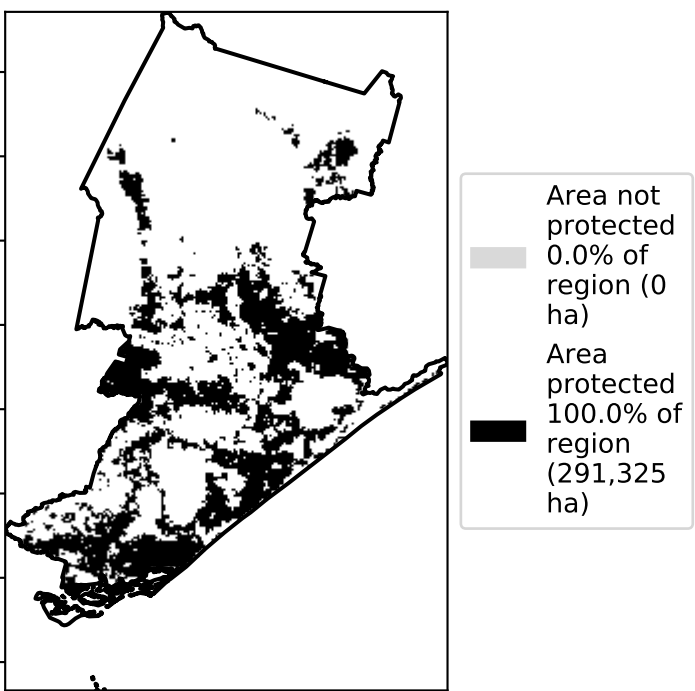 Area not
protected
0.0% of
region (0
ha)
Area
protected
100.0% of
region
(291,325
ha)